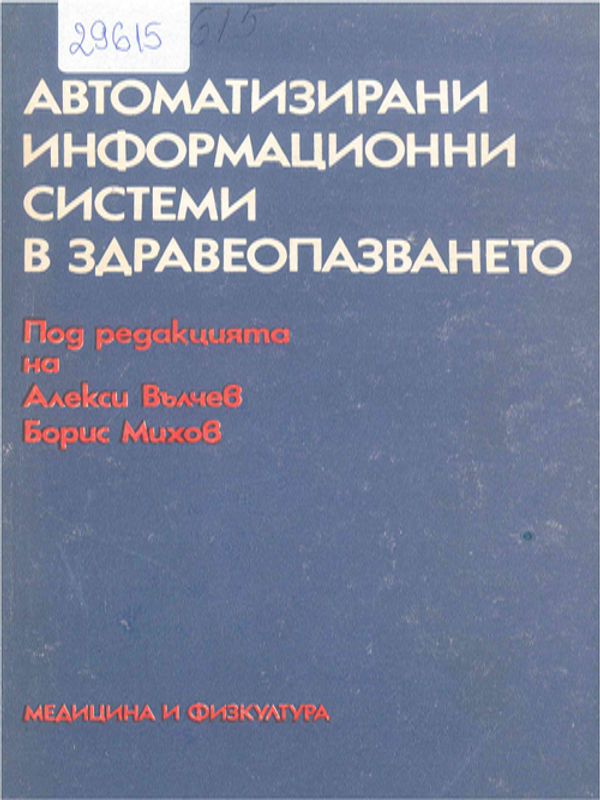 29615
615
АВТОМАТИЗИРАНИ
ИНФОРМАЦИОННИ
СИСТЕМИ
В ЗДРАВЕОПАЗВАНЕТО
Под редакцията
на
Алекси Вълчев
Борис Михов
МЕДИЦИНА И ФИЗКУЛТУРА